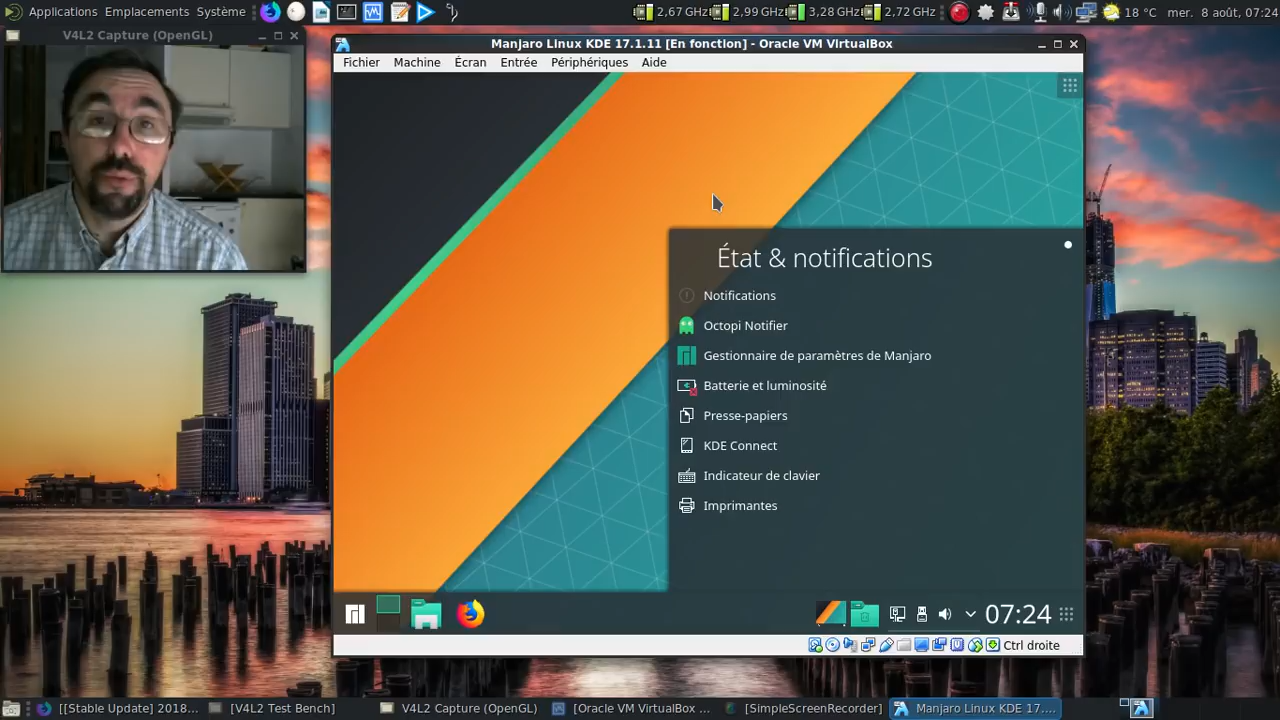 Applications Emplacements Système
2,67 GHz 2,99 GHz 3,28 GHz 2,72 GHz 18 °C mer. 8 août, 07:24
V4L2 Capture (OpenGL)
Manjaro Linux KDE 17.1.11 [En fonction] - Oracle VM VirtualBox
Fichier Machine Écran Entrée Périphériques Aide
État & notifications
Notifications
Octopi Notifier
Gestionnaire de paramètres de Manjaro
Batterie et luminosité
Presse-papiers
KDE Connect
Indicateur de clavier
Imprimantes
07:24
Ctrl droite
[[Stable Update] 2018... [V4L2 Test Bench] V4L2 Capture (OpenGL) [Oracle VM VirtualBox ... [SimpleScreenRecorder] Manjaro Linux KDE 17....